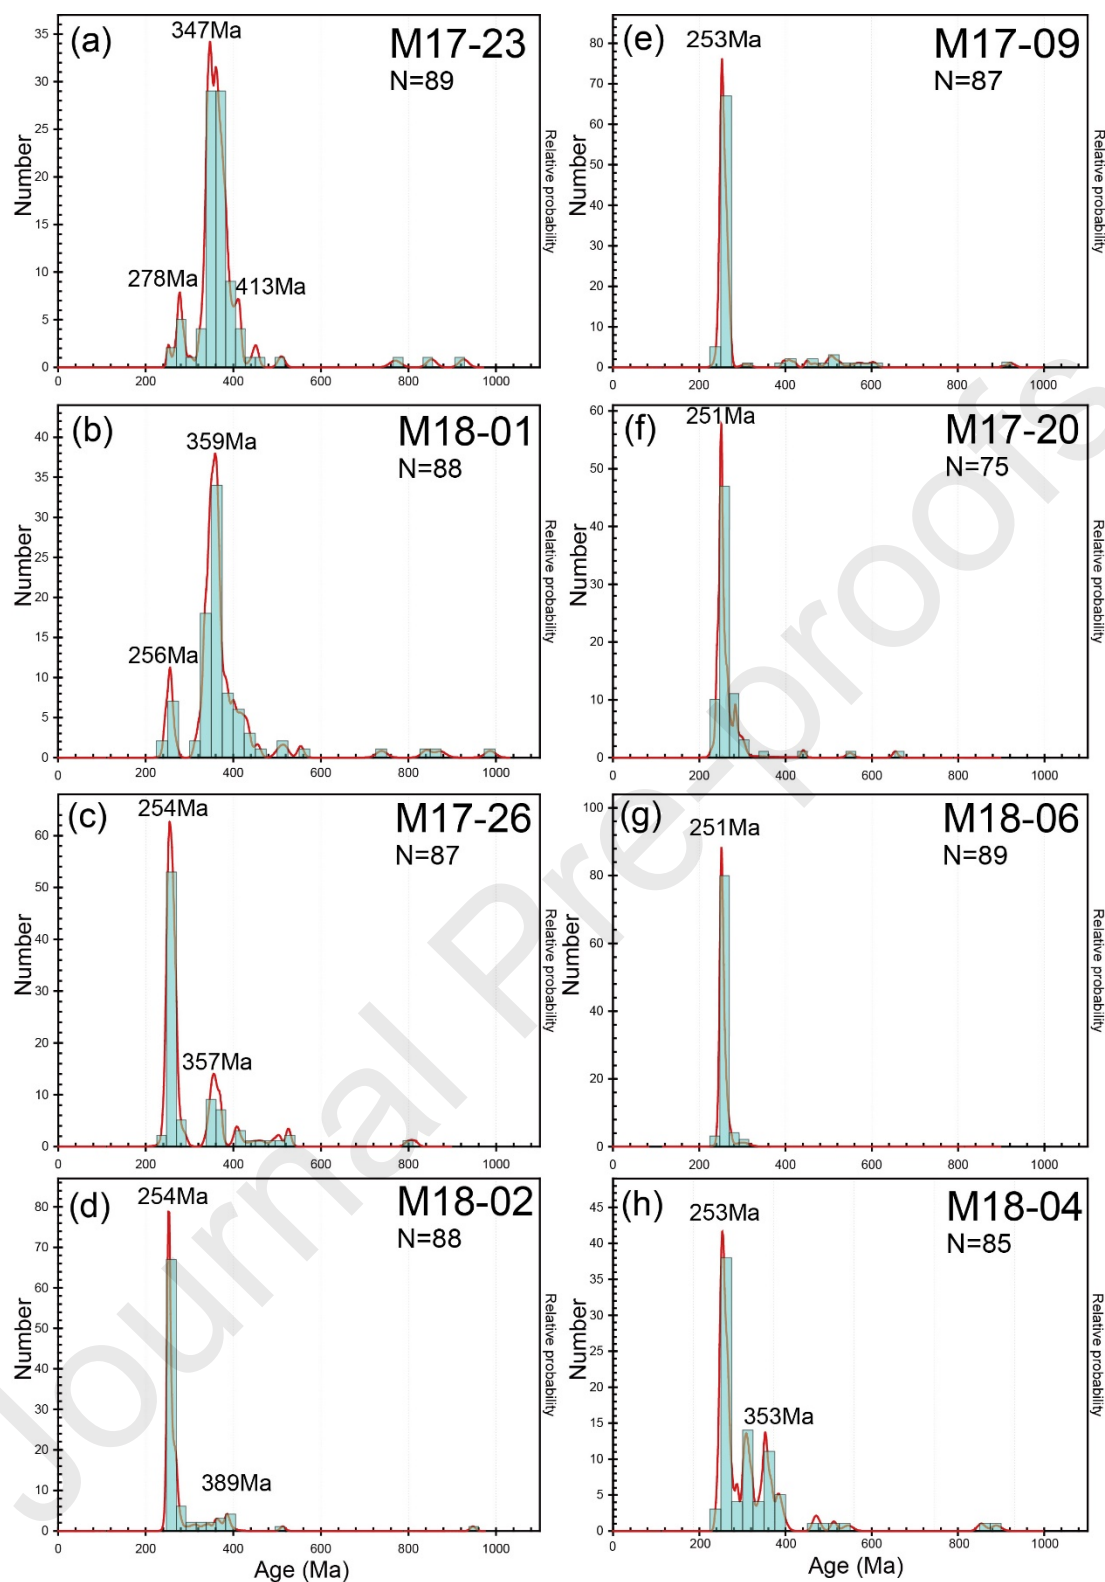 (a)
347Ma
M17-23
N=89
278Ma
413Ma
Number
Relative probability
35
30
25
20
15
10
5
0
0 200 400 600 800 1000
(b)
359Ma
M18-01
N=88
256Ma
Number
Relative probability
40
35
30
25
20
15
10
5
0
0 200 400 600 800 1000
(c)
254Ma
M17-26
N=87
357Ma
Number
Relative probability
60
50
40
30
20
10
0
0 200 400 600 800 1000
(d)
254Ma
M18-02
N=88
389Ma
Number
Relative probability
80
70
60
50
40
30
20
10
0
0 200 400 600 800 1000
Age (Ma)
(e)
253Ma
M17-09
N=87
Number
Relative probability
80
70
60
50
40
30
20
10
0
0 200 400 600 800 1000
(f)
251Ma
M17-20
N=75
Number
Relative probability
60
50
40
30
20
10
0
0 200 400 600 800 1000
(g)
251Ma
M18-06
N=89
Number
Relative probability
100
80
60
40
20
0
0 200 400 600 800 1000
(h)
253Ma
M18-04
N=85
353Ma
Number
Relative probability
45
40
35
30
25
20
15
10
5
0
0 200 400 600 800 1000
Age (Ma)
Journal Pre-proofs